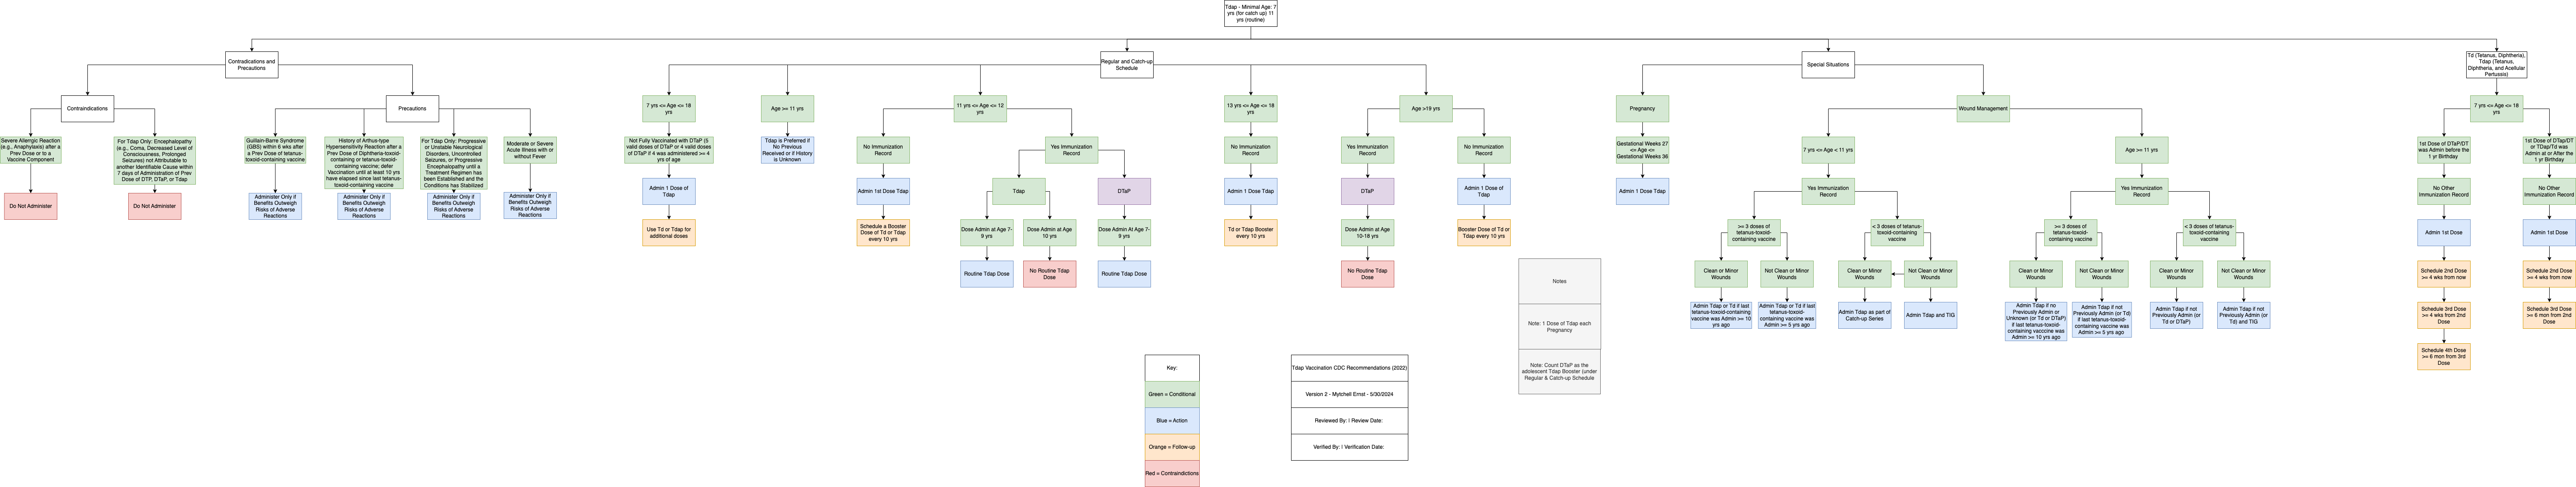 Tdap - Minimal Age: 7
yrs (for catch up) 11
yrs (routine)
Contradications and
Precautions
Regular and Catch-up
Schedule
Special Situations
Td (Tetanus, Diphtheria),
Tdap (Tetanus,
Diphtheria, and Acellular
Pertussis)
Contraindications
Precautions
7 yrs <= Age <= 18
yrs
Age >= 11 yrs
11 yrs <= Age <= 12
yrs
13 yrs <= Age <= 18
yrs
Age >19 yrs
Pregnancy
Wound Management
7 yrs <= Age <= 18
yrs
Severe Allergic Reaction
(e.g., Anaphylaxis) after a
Prev Dose or to a
Vaccine Component
For Tdap Only: Encephalopathy
(e.g., Coma, Decreased Level of
Consciousness, Prolonged
Seizures) not Attributable to
another Identifiable Cause within
7 days of Administration of Prev
Dose of DTP, DTaP, or Tdap
Guillain-Barre Syndrome
(GBS) within 6 wks after
a Prev Dose of tetanus-
toxoid-containing vaccine
History of Arthus-type
Hypersensitivity Reaction after a
Prev Dose of Diphtheria-toxoid-
containing or tetanus-toxoid-
containing vaccine; defer
Vaccination until at least 10 yrs
have elapsed since last tetanus-
toxoid-containing vaccine
For Tdap Only: Progressive
or Unstable Neurological
Disorders, Uncontrolled
Seizures, or Progressive
Encephalopathy until a
Treatment Regimen has
been Established and the
Conditions has Stabilized
Moderate or Severe
Acute Illness with or
without Fever
Not Fully Vaccinated with DTaP (5
valid doses of DTaP or 4 valid doses
of DTaP if 4 was administered >= 4
yrs of age
Tdap is Preferred if
No Previous
Received or if History
is Unknown
No Immunization
Record
Yes Immunization
Record
No Immunization
Record
Yes Immunization
Record
No Immunization
Record
Gestational Weeks 27
<= Age <=
Gestational Weeks 36
7 yrs <= Age < 11 yrs
Age >= 11 yrs
1st Dose of DTaP/DT
was Admin before the
1 yr Birthday
1st Dose of DTap/DT
or TDap/Td was
Admin at or After the
1 yr Birthday
Do Not Administer
Do Not Administer
Administer Only if
Benefits Outweigh
Risks of Adverse
Reactions
Administer Only if
Benefits Outweigh
Risks of Adverse
Reactions
Administer Only if
Benefits Outweigh
Risks of Adverse
Reactions
Administer Only if
Benefits Outweigh
Risks of Adverse
Reactions
Admin 1 Dose of
Tdap
Admin 1st Dose Tdap
Tdap
DTaP
Admin 1 Dose Tdap
DTaP
Admin 1 Dose of
Tdap
Admin 1 Dose Tdap
Yes Immunization
Record
Yes Immunization
Record
No Other
Immunization Record
No Other
Immunization Record
Use Td or Tdap for
additional doses
Schedule a Booster
Dose of Td or Tdap
every 10 yrs
Dose Admin at Age 7-
9 yrs
Dose Admin at Age
10 yrs
Dose Admin At Age 7-
9 yrs
Td or Tdap Booster
every 10 yrs
Dose Admin at Age
10-18 yrs
Booster Dose of Td or
Tdap every 10 yrs
>= 3 doses of
tetanus-toxoid-
containing vaccine
< 3 doses of tetanus-
toxoid-containing
vaccine
>= 3 doses of
tetanus-toxoid-
containing vaccine
< 3 doses of tetanus-
toxoid-containing
vaccine
Admin 1st Dose
Admin 1st Dose
Routine Tdap Dose
No Routine Tdap
Dose
Routine Tdap Dose
No Routine Tdap
Dose
Clean or Minor
Wounds
Not Clean or Minor
Wounds
Clean or Minor
Wounds
Not Clean or Minor
Wounds
Clean or Minor
Wounds
Not Clean or Minor
Wounds
Clean or Minor
Wounds
Not Clean or Minor
Wounds
Schedule 2nd Dose
>= 4 wks from now
Schedule 2nd Dose
>= 4 wks from now
Admin Tdap or Td if last
tetanus-toxoid-containing
vaccine was Admin >= 10
yrs ago
Admin Tdap or Td if last
tetanus-toxoid-
containing vaccine was
Admin >= 5 yrs ago
Admin Tdap as part of
Catch-up Series
Admin Tdap and TIG
Admin Tdap if no
Previously Admin or
Unknown (or Td or DTaP)
if last tetanus-toxoid-
containing vacccine was
Admin >= 10 yrs ago
Admin Tdap if not
Previously Admin (or Td)
if last tetanus-toxoid-
containing vaccine was
Admin >= 5 yrs ago
Admin Tdap if not
Previously Admin (or
Td or DTaP)
Admin Tdap if not
Previously Admin (or
Td) and TIG
Schedule 3rd Dose
>= 4 wks from 2nd
Dose
Schedule 3rd Dose
>= 6 mon from 2nd
Dose
Schedule 4th Dose
>= 6 mon from 3rd
Dose
Notes
Note: 1 Dose of Tdap each
Pregnancy
Note: Count DTaP as the
adolescent Tdap Booster (under
Regular & Catch-up Schedule
Key:
Green = Conditional
Blue = Action
Orange = Follow-up
Red = Contraindictions
Tdap Vaccination CDC Recommendations (2022)
Version 2 - Mytchell Ernst - 5/30/2024
Reviewed By: | Review Date:
Verified By: | Verification Date: